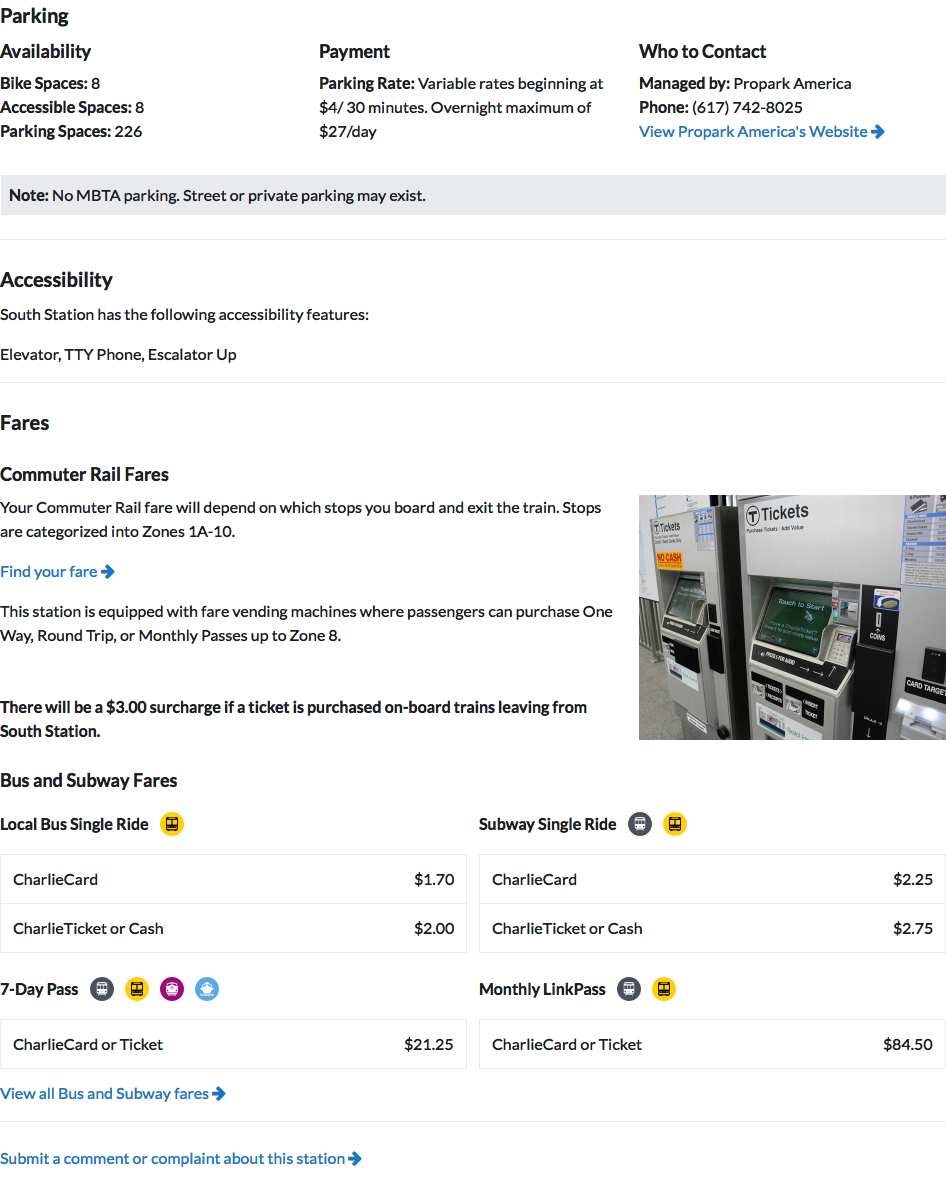 Parking
Availability
Bike Spaces: 8
Accessible Spaces: 8
Parking Spaces: 226
Payment
Parking Rate: Variable rates beginning at
$4/ 30 minutes. Overnight maximum of
$27/day
Who to Contact
Managed by: Propark America
Phone: (617) 742-8025
View Propark America's Website
Note: No MBTA parking. Street or private parking may exist.
Accessibility
South Station has the following accessibility features:
Elevator, TTY Phone, Escalator Up
Fares
Commuter Rail Fares
Your Commuter Rail fare will depend on which stops you board and exit the train. Stops
are categorized into Zones 1A-10.
Find your fare
This station is equipped with fare vending machines where passengers can purchase One
Way, Round Trip, or Monthly Passes up to Zone 8.
There will be a $3.00 surcharge if a ticket is purchased on-board trains leaving from
South Station.
T Tickets
NO CASH
T Tickets
Purchase Tickets | Add Value
Touch to Start
COINS
CARD TARGET
Bus and Subway Fares
Local Bus Single Ride
CharlieCard $1.70
CharlieTicket or Cash $2.00
Subway Single Ride
CharlieCard $2.25
CharlieTicket or Cash $2.75
7-Day Pass
CharlieCard or Ticket $21.25
Monthly LinkPass
CharlieCard or Ticket $84.50
View all Bus and Subway fares
Submit a comment or complaint about this station